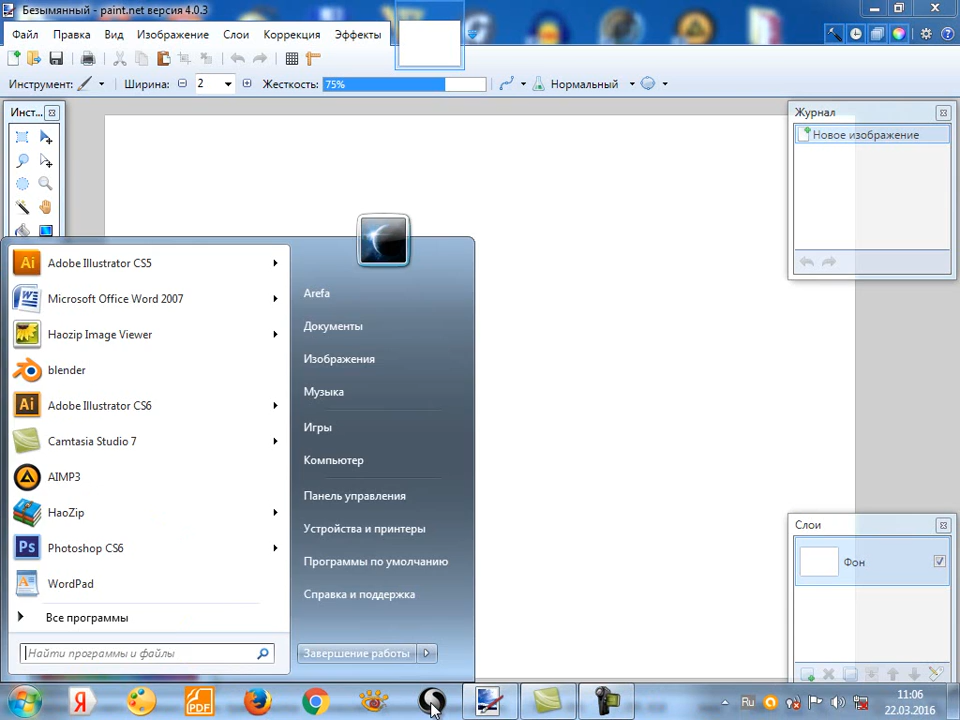 Безымянный - paint.net версия 4.0.3
Файл Правка Вид Изображение Слои Коррекция Эффекты
Инструмент: Ширина: 2 Жесткость: 75% Нормальный
Инст...
Журнал
Новое изображение
Adobe Illustrator CS5
Microsoft Office Word 2007
Haozip Image Viewer
blender
Adobe Illustrator CS6
Camtasia Studio 7
AIMP3
HaoZip
Photoshop CS6
WordPad
Все программы
Найти программы и файлы
Arefa
Документы
Изображения
Музыка
Игры
Компьютер
Панель управления
Устройства и принтеры
Программы по умолчанию
Справка и поддержка
Завершение работы
Слои
Фон
Ai
Ai
Ps
Я
PDF
Ru
11:06
22.03.2016